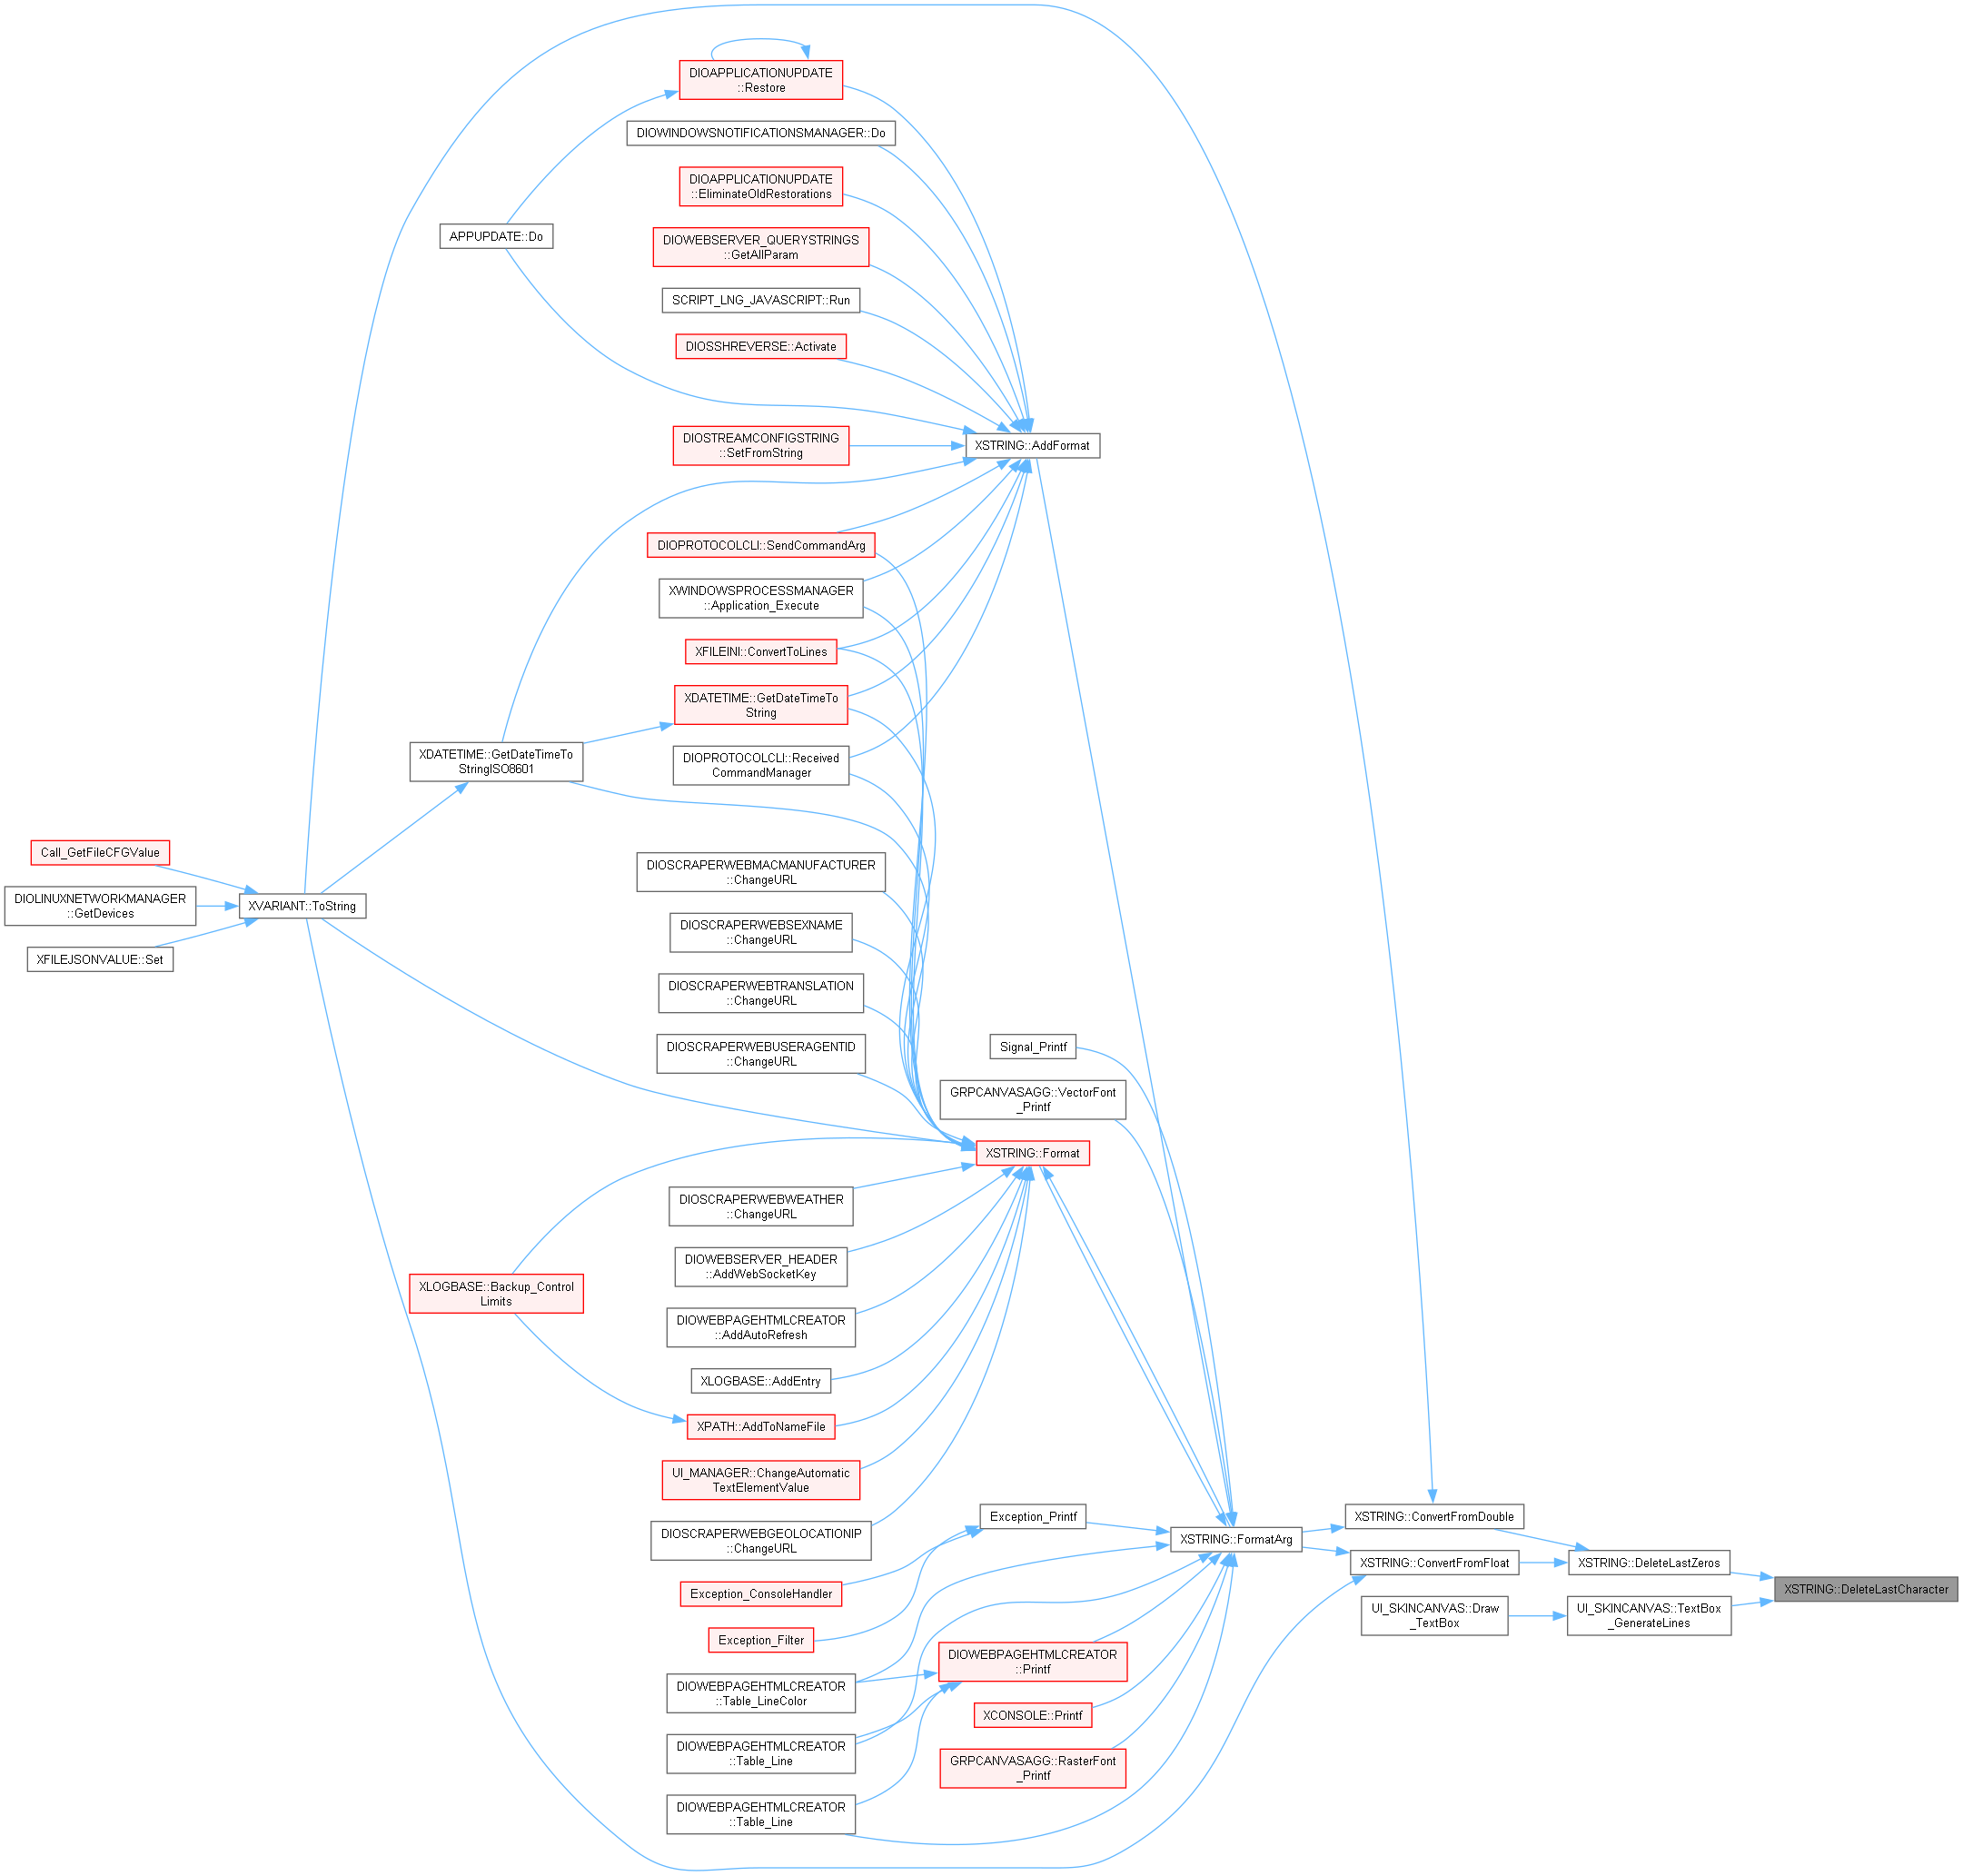 DIOAPPLICATIONUPDATE
::Restore
DIOWINDOWSNOTIFICATIONSMANAGER::Do
DIOAPPLICATIONUPDATE
::EliminateOldRestorations
APPUPDATE::Do
DIOWEBSERVER_QUERYSTRINGS
::GetAllParam
SCRIPT_LNG_JAVASCRIPT::Run
DIOSSHREVERSE::Activate
DIOSTREAMCONFIGSTRING
::SetFromString
XSTRING::AddFormat
DIOPROTOCOLCLI::SendCommandArg
XWINDOWSPROCESSMANAGER
::Application_Execute
XFILEINI::ConvertToLines
XDATETIME::GetDateTimeTo
String
XDATETIME::GetDateTimeTo
StringISO8601
DIOPROTOCOLCLI::Received
CommandManager
Call_GetFileCFGValue
DIOLINUXNETWORKMANAGER
::GetDevices
XFILEJSONVALUE::Set
XVARIANT::ToString
DIOSCRAPERWEBMACMANUFACTURER
::ChangeURL
DIOSCRAPERWEBSEXNAME
::ChangeURL
DIOSCRAPERWEBTRANSLATION
::ChangeURL
DIOSCRAPERWEBUSERAGENTID
::ChangeURL
Signal_Printf
GRPCANVASAGG::VectorFont
_Printf
XSTRING::Format
DIOSCRAPERWEBWEATHER
::ChangeURL
DIOWEBSERVER_HEADER
::AddWebSocketKey
XLOGBASE::Backup_Control
Limits
DIOWEBPAGEHTMLCREATOR
::AddAutoRefresh
XLOGBASE::AddEntry
XPATH::AddToNameFile
UI_MANAGER::ChangeAutomatic
TextElementValue
DIOSCRAPERWEBGEOLOCATIONIP
::ChangeURL
Exception_Printf
XSTRING::FormatArg
XSTRING::ConvertFromDouble
XSTRING::ConvertFromFloat
XSTRING::DeleteLastZeros
XSTRING::DeleteLastCharacter
UI_SKINCANVAS::Draw
_TextBox
UI_SKINCANVAS::TextBox
_GenerateLines
Exception_ConsoleHandler
Exception_Filter
DIOWEBPAGEHTMLCREATOR
::Printf
DIOWEBPAGEHTMLCREATOR
::Table_LineColor
XCONSOLE::Printf
DIOWEBPAGEHTMLCREATOR
::Table_Line
GRPCANVASAGG::RasterFont
_Printf
DIOWEBPAGEHTMLCREATOR
::Table_Line